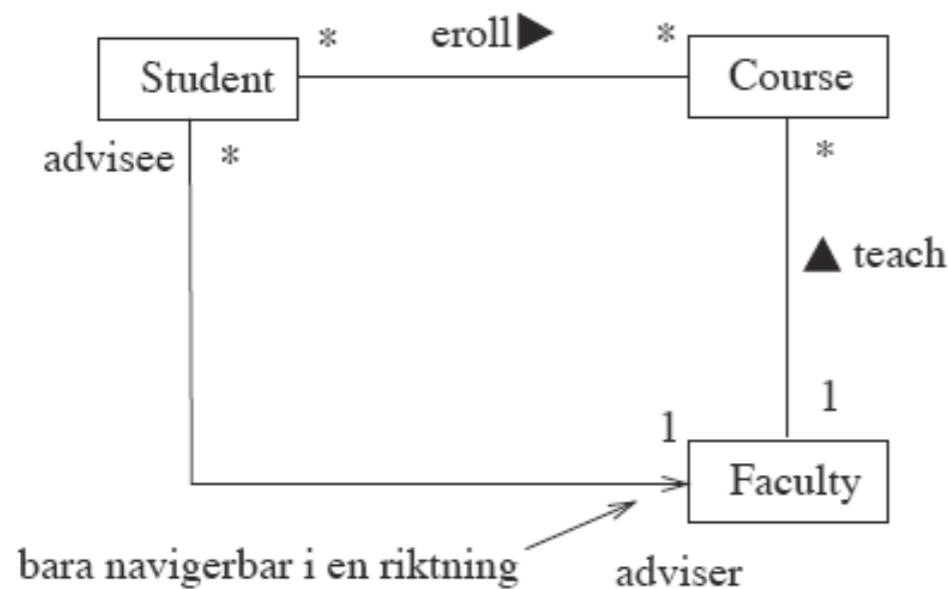 * eroll▶ *
Student Course
advisee * *
▲ teach
1 1
Faculty
bara navigerbar i en riktning adviser